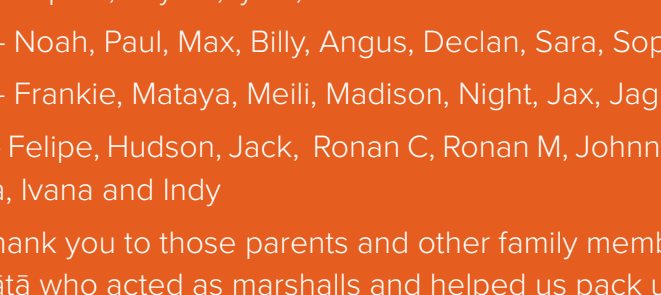 - Noah, Paul, Max, Billy, Angus, Declan, Sara,
- Frankie, Mataya, Meili, Madison, Night, Jax,
Felipe, Hudson, Jack, Ronan C, Ronan M,
Ivana and Indy
you to those parents and other family
who acted as marshalls and helped us pack